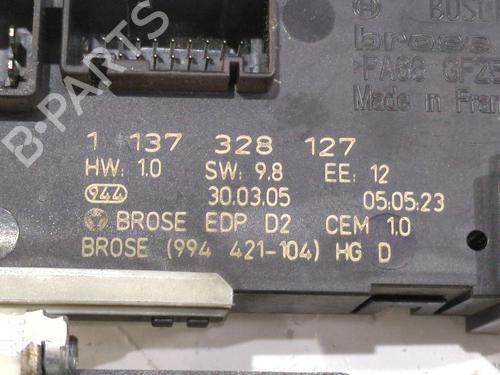 BOSCH
brose
>PA66 GF25
Made in Fran
1 137 328 127
HW: 1.0 SW: 9.8 EE: 12
944 30.03.05 05:05:23
BROSE EDP D2 CEM 1.0
BROSE (994 421-104) HG D
B-PARTS